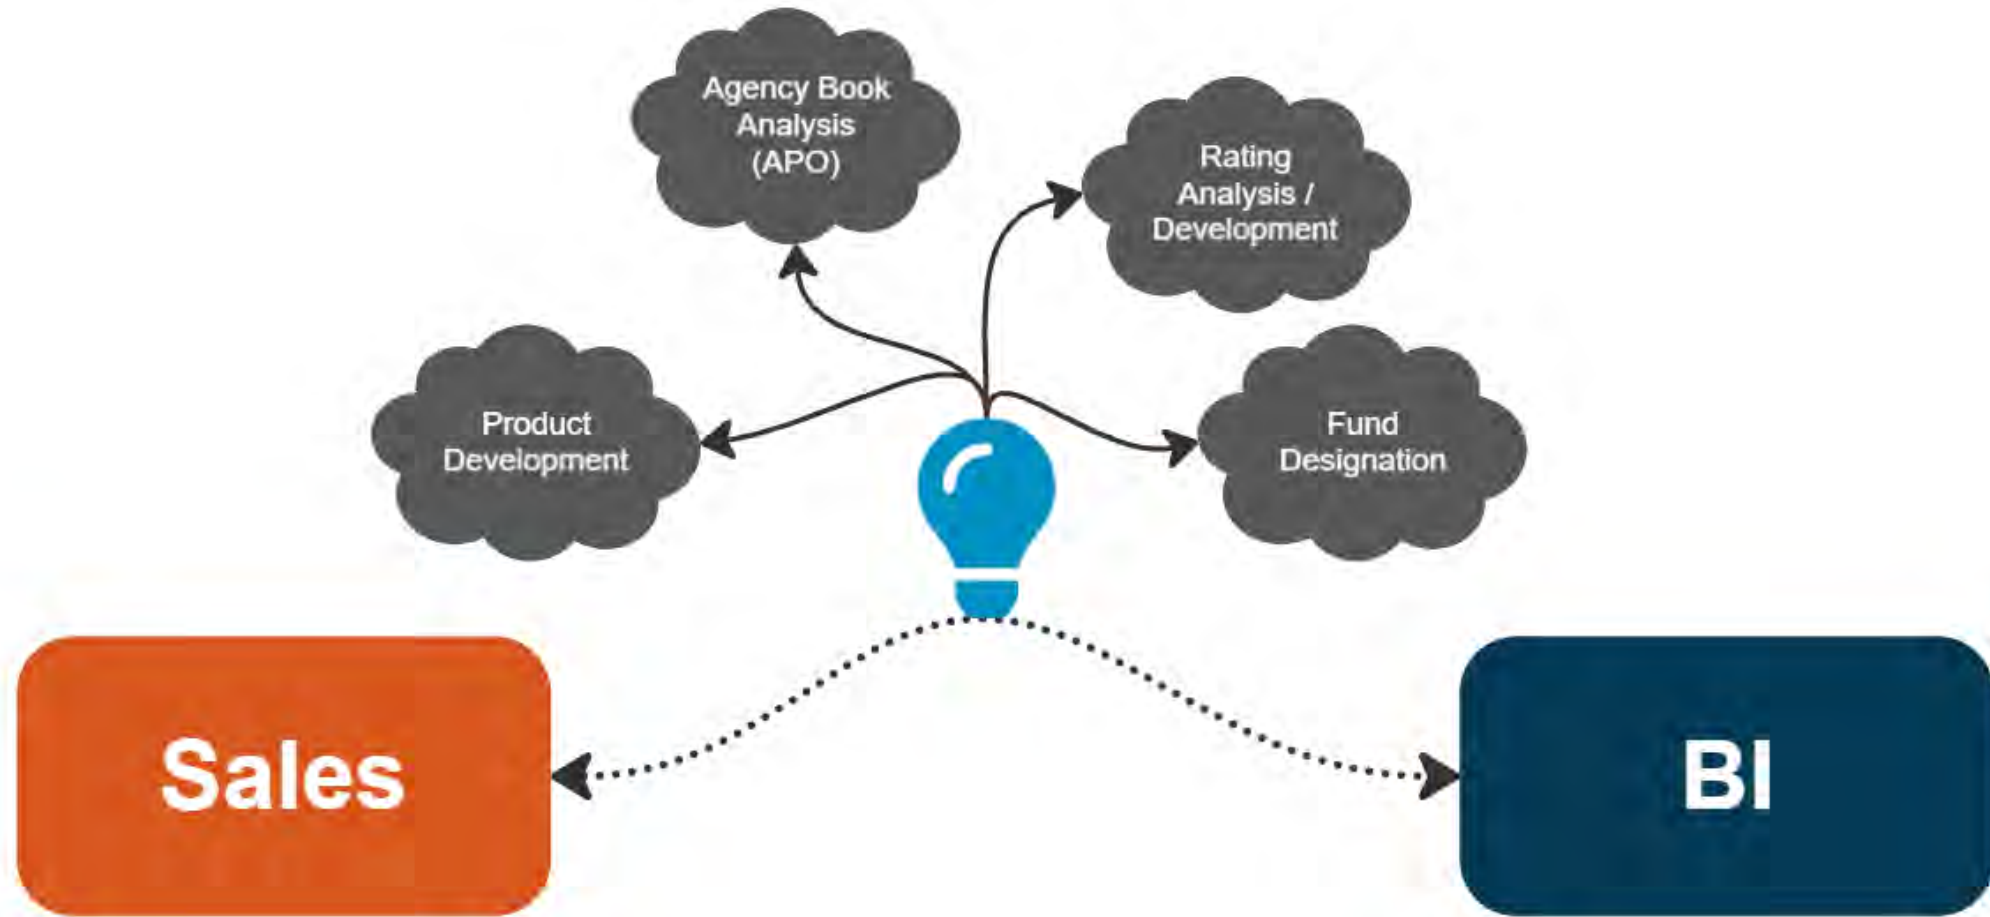 Agency Book
Analysis
(APO)
Rating
Analysis /
Development
Product
Development
Fund
Designation
Sales
BI